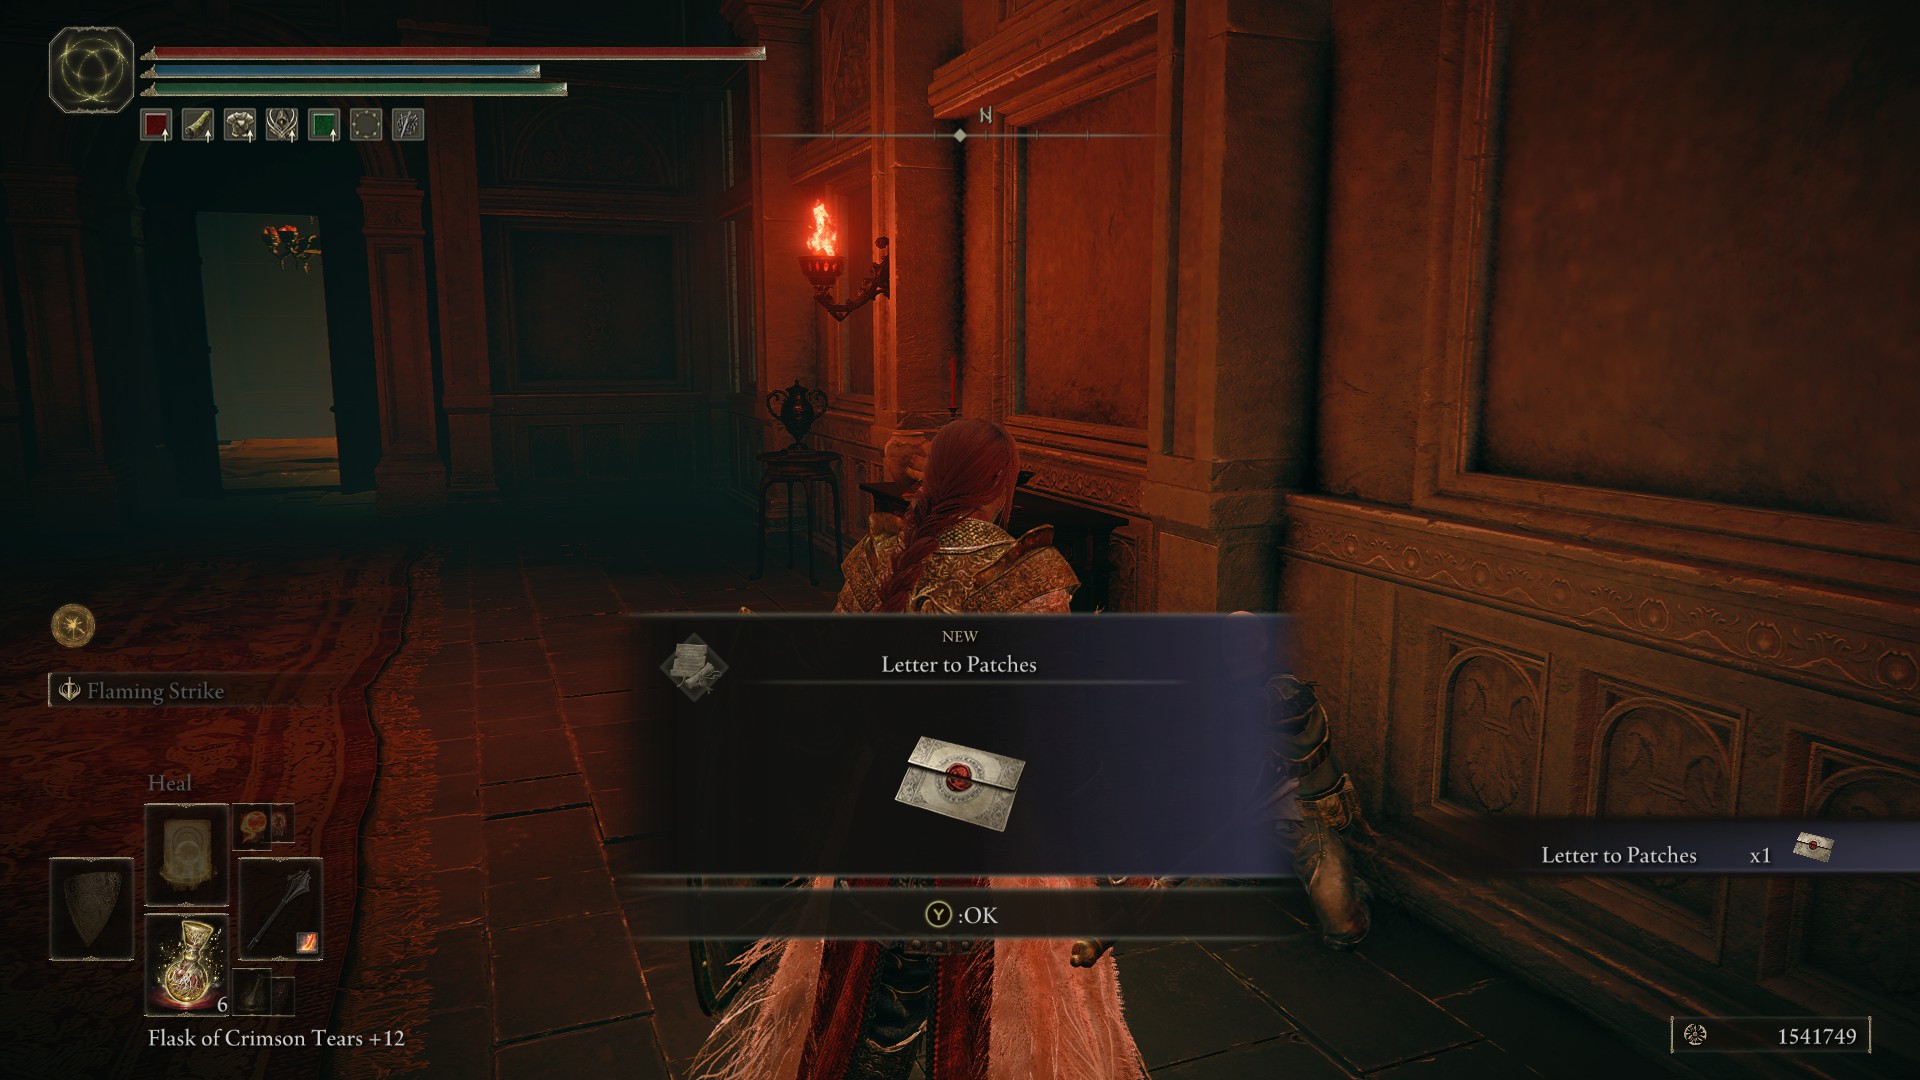 N
NEW
Letter to Patches
Flaming Strike
Heal
Letter to Patches x1
Y :OK
6
Flask of Crimson Tears +12
1541749